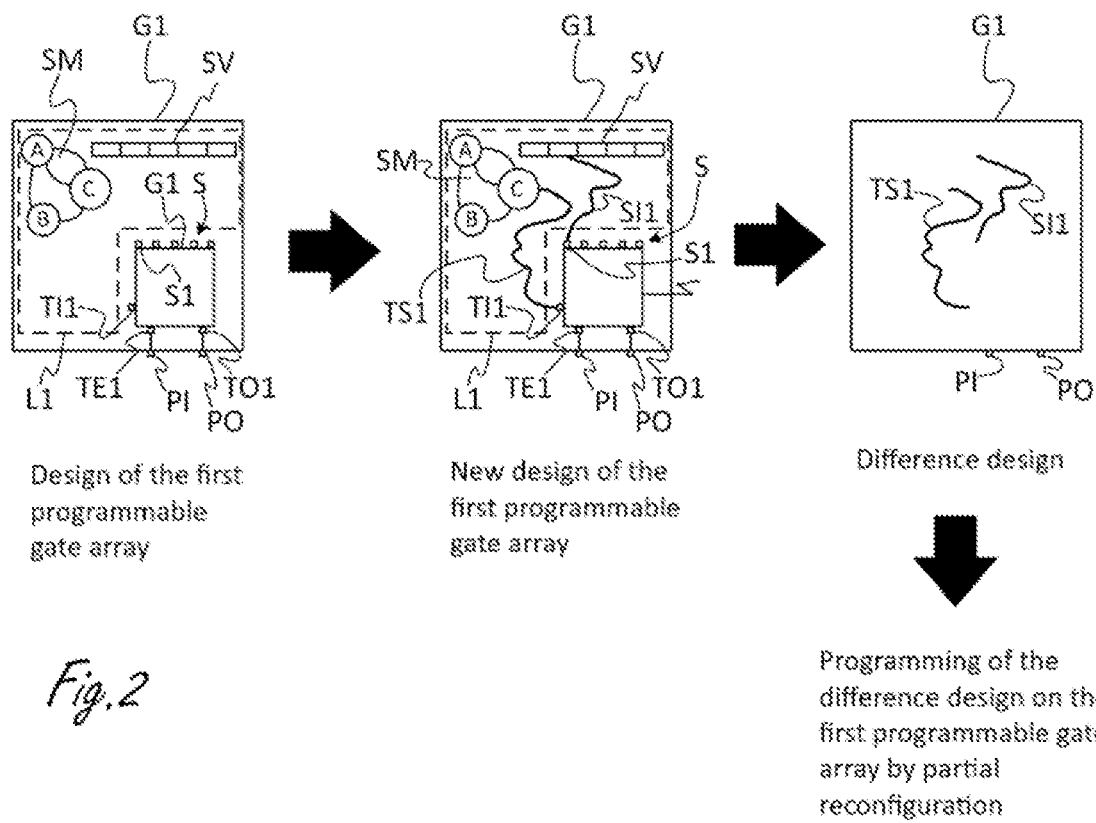 G1
SM
SV
A
C
B
G1
S
S1
TI1
L1
TE1
PI
PO
TO1
Design of the first
programmable
gate array
G1
SV
SM
A
C
B
S
SI1
S1
TS1
TI1
L1
TE1
PI
PO
TO1
New design of the
first programmable
gate array
G1
TS1
SI1
PI
PO
Difference design
Programming of the
difference design on th
first programmable gat
array by partial
reconfiguration
Fig. 2